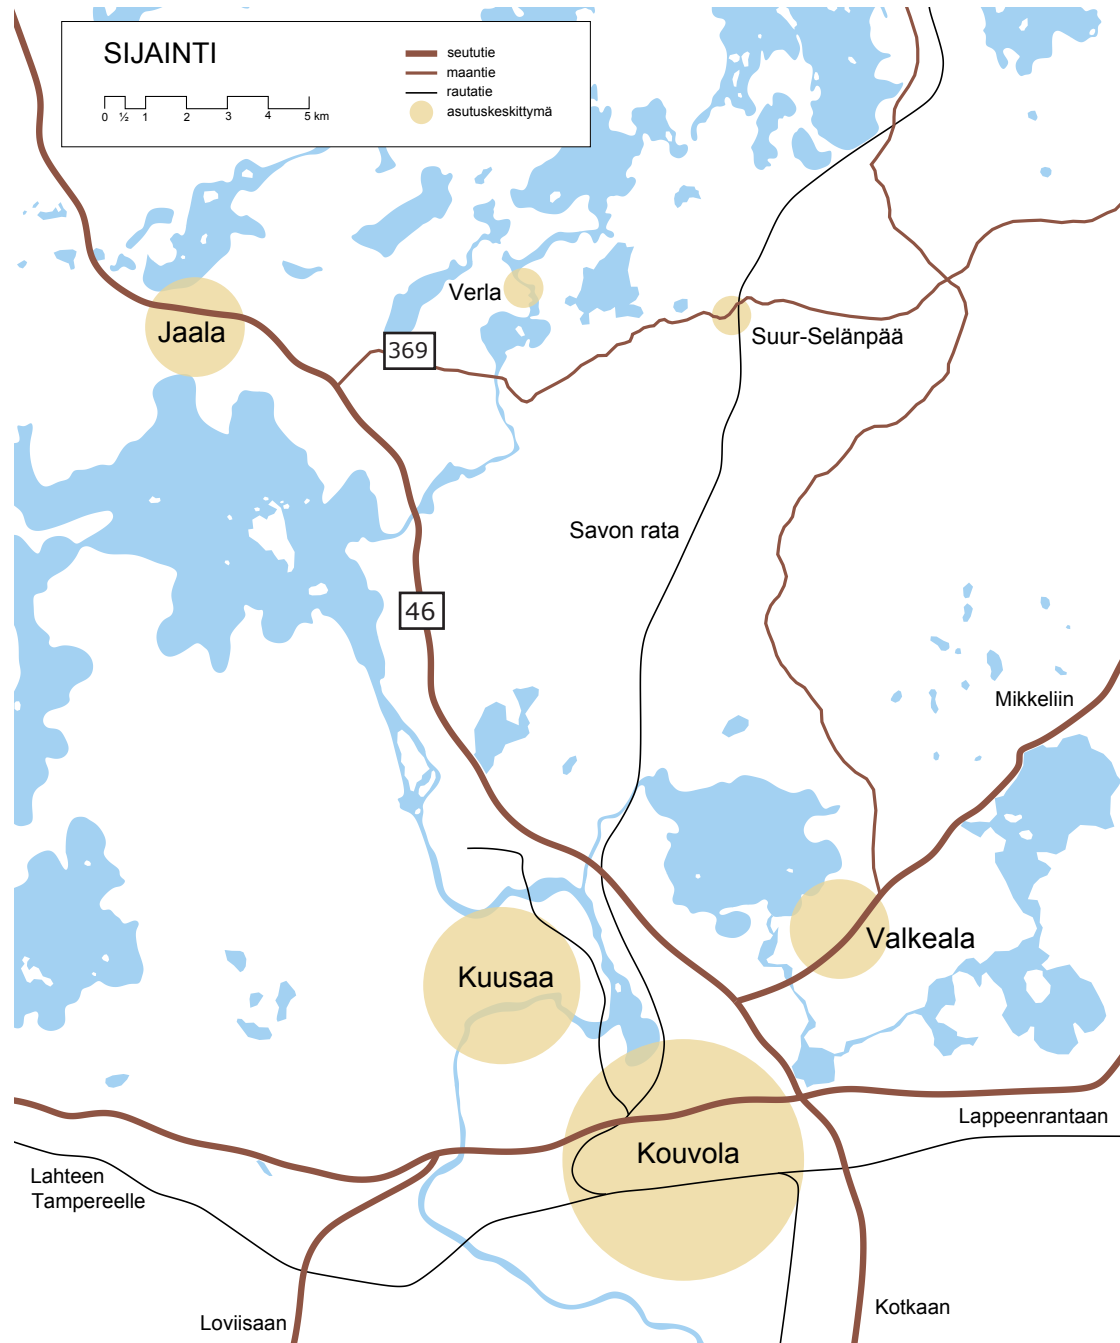 SIJAINTI
seututie
maantie
rautatie
asutuskeskittymä
0 ½ 1 2 3 4 5 km
Verla
Jaala
369
Suur-Selänpää
Savon rata
46
Mikkeliin
Valkeala
Kuusaa
Lappeenrantaan
Kouvola
Lahteen
Tampereelle
Kotkaan
Loviisaan